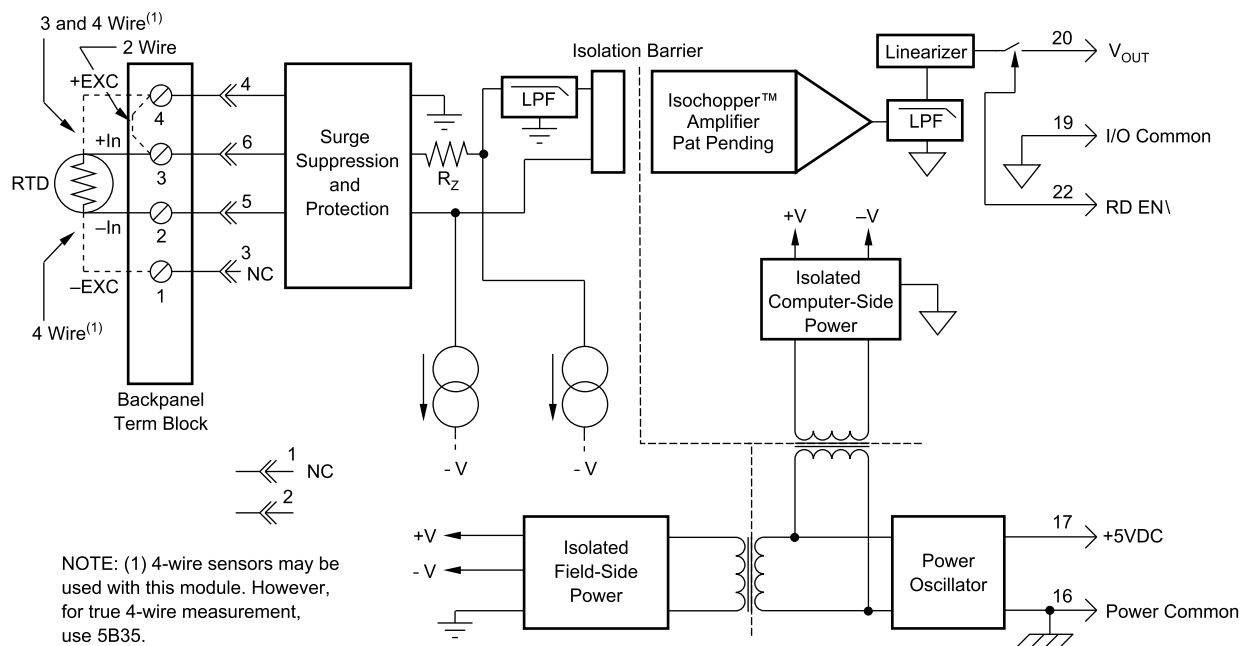 3 and 4 Wire(1)
2 Wire
+EXC
4
+In
3
RTD
–In
2
–EXC
1
4 Wire(1)
Backpanel
Term Block
4
6
5
3
NC
Surge
Suppression
and
Protection
RZ
LPF
Isolation Barrier
Isochopper™
Amplifier
Pat Pending
Linearizer
LPF
20
VOUT
19
I/O Common
22
RD EN\
+V
–V
Isolated
Computer-Side
Power
- V
- V
1
NC
2
+V
- V
Isolated
Field-Side
Power
Power
Oscillator
17
+5VDC
16
Power Common
NOTE: (1) 4-wire sensors may be
used with this module. However,
for true 4-wire measurement,
use 5B35.